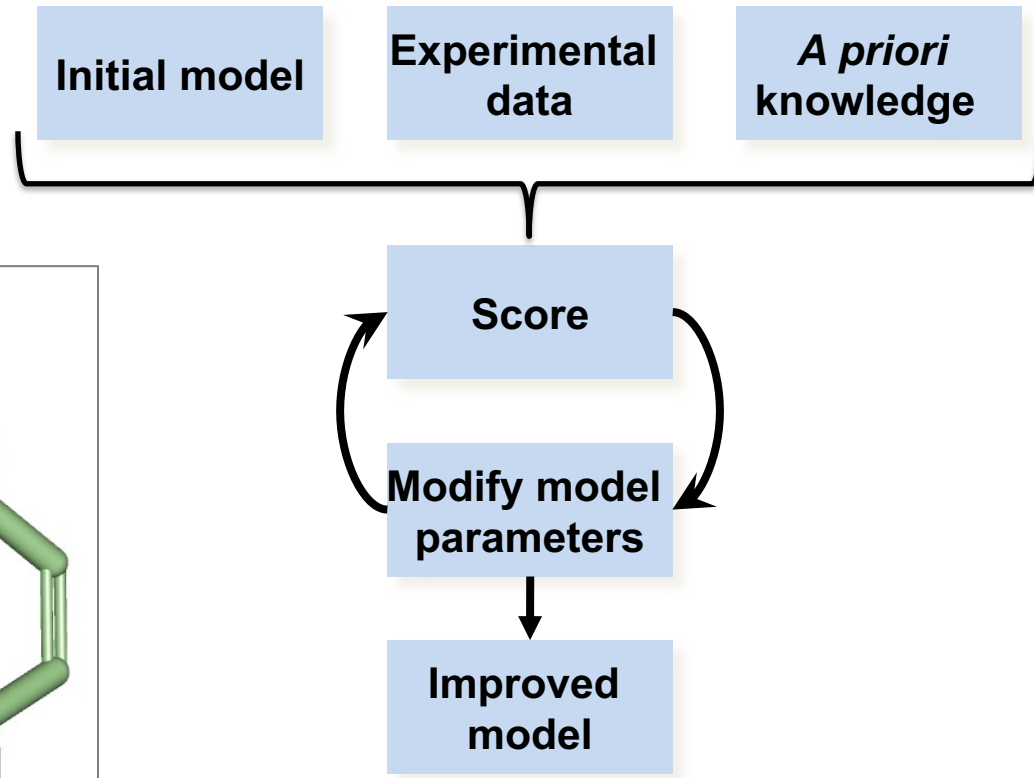 Initial model
Experimental
data
A priori
knowledge
Score
Modify model
parameters
Improved
model